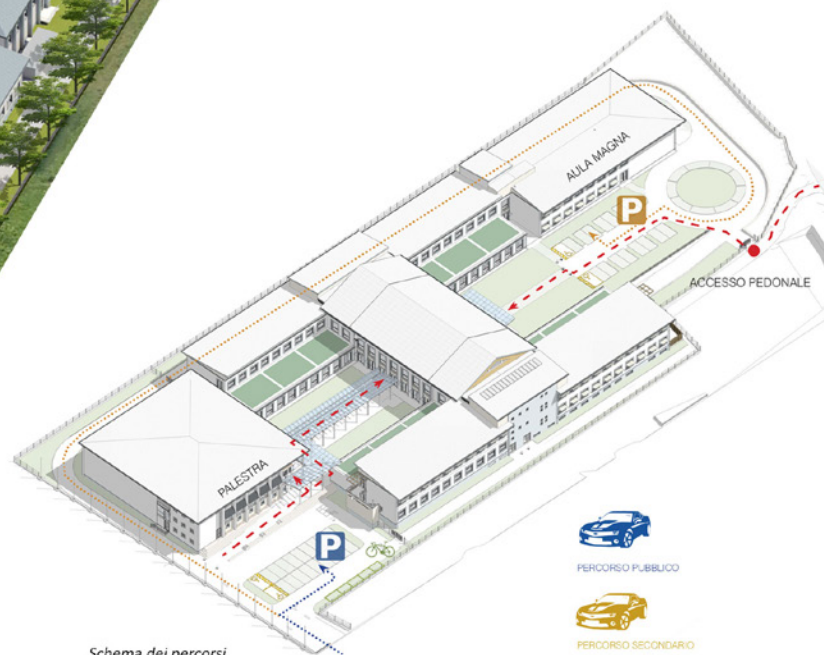 AULA MAGNA
P
ACCESSO PEDONALE
PALESTRA
P
PERCORSO PUBBLICO
PERCORSO SECONDARIO
Schema dei percorsi